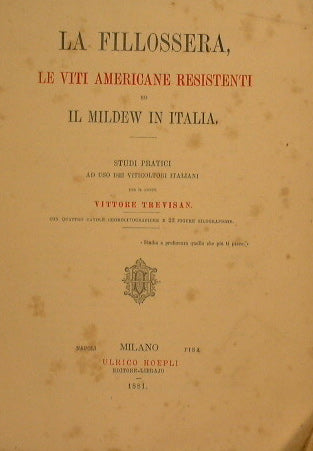 LA FILLOSSERA,
LE VITI AMERICANE RESISTENTI
ED
IL MILDEW IN ITALIA.
STUDI PRATICI
AD USO DEI VITICOLTORI ITALIANI
PER IL CONTE
VITTORE TREVISAN.
CON QUATTRO TAVOLE CROMOLITOGRAFICHE E 22 FIGURE SILOGRAFICHE.
«Studia a preferenza quello che più ti piace.»
NAPOLI MILANO PISA
ULRICO HOEPLI
EDITORE-LIBRAJO
1881.